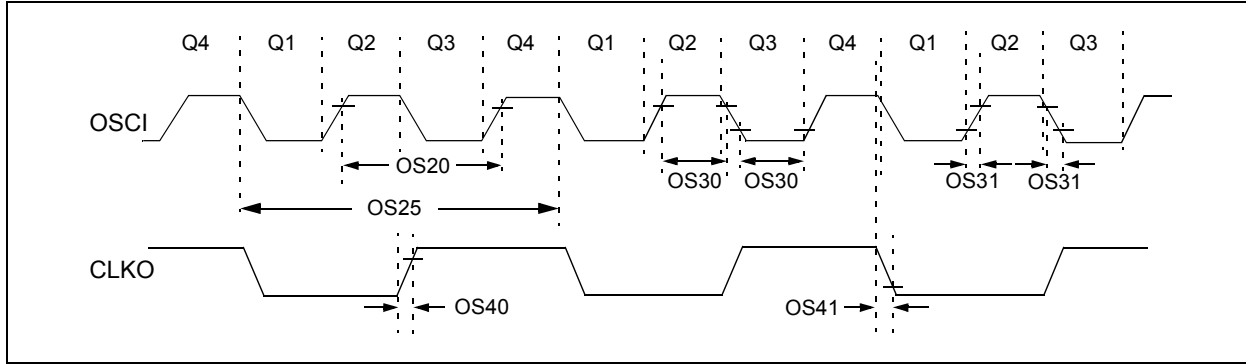 Q4 Q1 Q2 Q3 Q4 Q1 Q2 Q3 Q4 Q1 Q2 Q3
OSCI
OS20
OS30 OS30
OS31 OS31
OS25
CLKO
OS40
OS41